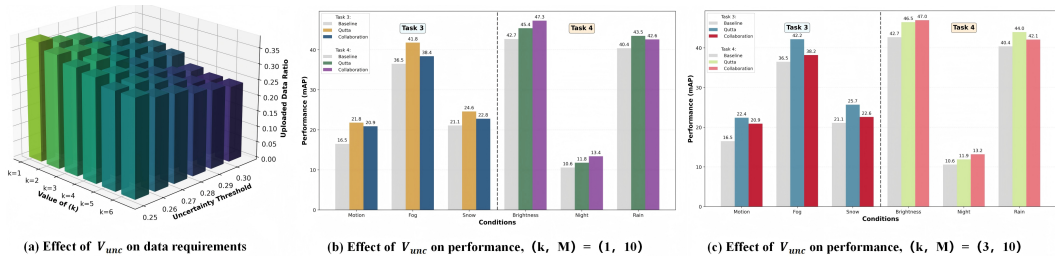 0.35
0.30
0.25
0.20
0.15
0.10
0.05
0.00
Uploaded Data Ratio
k=1
k=2
k=3
k=4
k=5
k=6
Value of (k)
0.25
0.26
0.27
0.28
0.29
0.30
Uncertainty Threshold
(a) Effect of V_unc on data requirements
Performance (mAP)
40
30
20
10
0
Task 3:
Baseline
Qutta
Collaboration
Task 4:
Baseline
Qutta
Collaboration
Task 3
Task 4
16.5
21.8
20.9
36.5
41.8
38.4
21.1
24.6
22.8
42.7
45.4
47.3
10.6
11.8
13.4
40.4
43.5
42.6
Motion
Fog
Snow
Brightness
Night
Rain
Conditions
(b) Effect of V_unc on performance, (k, M) = (1, 10)
Performance (mAP)
40
30
20
10
0
Task 3:
Baseline
Qutta
Collaboration
Task 4:
Baseline
Qutta
Collaboration
Task 3
Task 4
16.5
22.4
20.9
36.5
42.2
38.2
21.1
25.7
22.6
42.7
46.5
47.0
10.6
11.9
13.2
40.4
44.0
42.1
Motion
Fog
Snow
Brightness
Night
Rain
Conditions
(c) Effect of V_unc on performance, (k, M) = (3, 10)